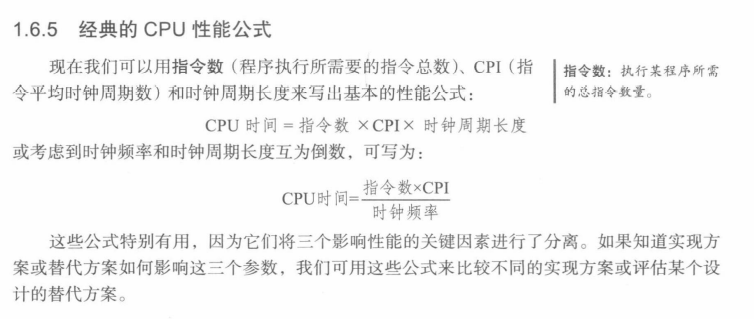 1.6.5 经典的 CPU 性能公式
现在我们可以用指令数（程序执行所需要的指令总数）、CPI（指
令平均时钟周期数）和时钟周期长度来写出基本的性能公式：
指令数：执行某程序所需
的总指令数量。
CPU 时间 = 指令数 ×CPI× 时钟周期长度
或考虑到时钟频率和时钟周期长度互为倒数，可写为：
CPU时间=指令数×CPI
时钟频率
这些公式特别有用，因为它们将三个影响性能的关键因素进行了分离。如果知道实现方
案或替代方案如何影响这三个参数，我们可用这些公式来比较不同的实现方案或评估某个设
计的替代方案。